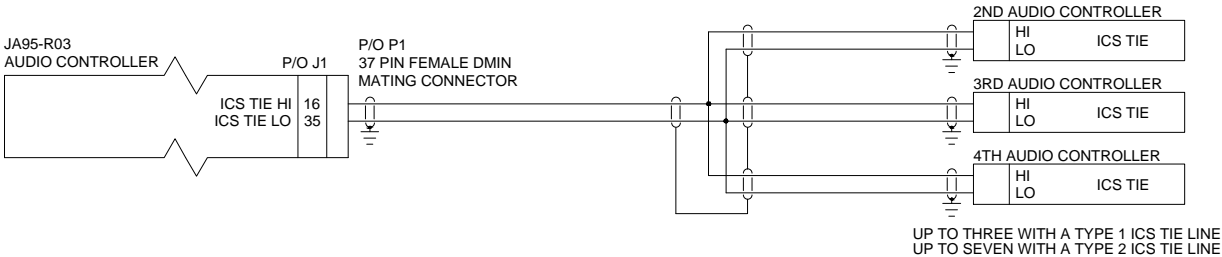 JA95-R03
AUDIO CONTROLLER
P/O J1
ICS TIE HI 16
ICS TIE LO 35
P/O P1
37 PIN FEMALE DMIN
MATING CONNECTOR
2ND AUDIO CONTROLLER
HI
LO
ICS TIE
3RD AUDIO CONTROLLER
HI
LO
ICS TIE
4TH AUDIO CONTROLLER
HI
LO
ICS TIE
UP TO THREE WITH A TYPE 1 ICS TIE LINE
UP TO SEVEN WITH A TYPE 2 ICS TIE LINE